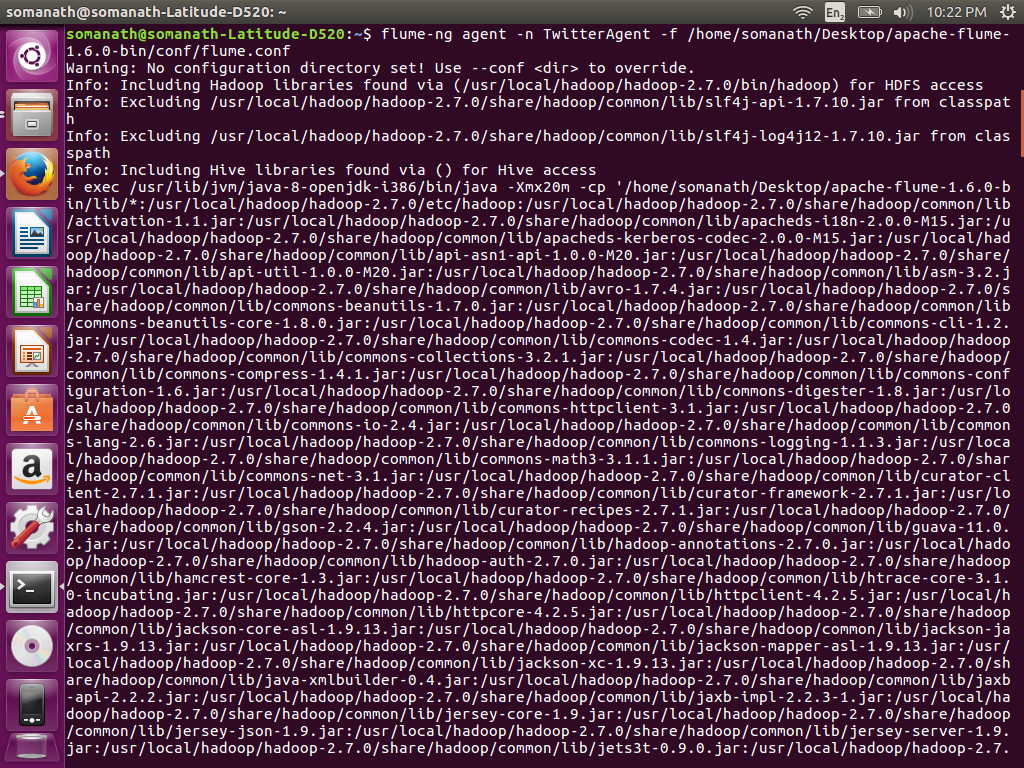 somanath@somanath-Latitude-D520: ~
En2
10:22 PM
somanath@somanath-Latitude-D520:~$ flume-ng agent -n TwitterAgent -f /home/somanath/Desktop/apache-flume-
1.6.0-bin/conf/flume.conf
Warning: No configuration directory set! Use --conf <dir> to override.
Info: Including Hadoop libraries found via (/usr/local/hadoop/hadoop-2.7.0/bin/hadoop) for HDFS access
Info: Excluding /usr/local/hadoop/hadoop-2.7.0/share/hadoop/common/lib/slf4j-api-1.7.10.jar from classpat
h
Info: Excluding /usr/local/hadoop/hadoop-2.7.0/share/hadoop/common/lib/slf4j-log4j12-1.7.10.jar from clas
spath
Info: Including Hive libraries found via () for Hive access
+ exec /usr/lib/jvm/java-8-openjdk-i386/bin/java -Xmx20m -cp '/home/somanath/Desktop/apache-flume-1.6.0-b
in/lib/*:/usr/local/hadoop/hadoop-2.7.0/etc/hadoop:/usr/local/hadoop/hadoop-2.7.0/share/hadoop/common/lib
/activation-1.1.jar:/usr/local/hadoop/hadoop-2.7.0/share/hadoop/common/lib/apacheds-i18n-2.0.0-M15.jar:/u
sr/local/hadoop/hadoop-2.7.0/share/hadoop/common/lib/apacheds-kerberos-codec-2.0.0-M15.jar:/usr/local/had
oop/hadoop-2.7.0/share/hadoop/common/lib/api-asn1-api-1.0.0-M20.jar:/usr/local/hadoop/hadoop-2.7.0/share/
hadoop/common/lib/api-util-1.0.0-M20.jar:/usr/local/hadoop/hadoop-2.7.0/share/hadoop/common/lib/asm-3.2.j
ar:/usr/local/hadoop/hadoop-2.7.0/share/hadoop/common/lib/avro-1.7.4.jar:/usr/local/hadoop/hadoop-2.7.0/s
hare/hadoop/common/lib/commons-beanutils-1.7.0.jar:/usr/local/hadoop/hadoop-2.7.0/share/hadoop/common/lib
/commons-beanutils-core-1.8.0.jar:/usr/local/hadoop/hadoop-2.7.0/share/hadoop/common/lib/commons-cli-1.2.
jar:/usr/local/hadoop/hadoop-2.7.0/share/hadoop/common/lib/commons-codec-1.4.jar:/usr/local/hadoop/hadoop
-2.7.0/share/hadoop/common/lib/commons-collections-3.2.1.jar:/usr/local/hadoop/hadoop-2.7.0/share/hadoop/
common/lib/commons-compress-1.4.1.jar:/usr/local/hadoop/hadoop-2.7.0/share/hadoop/common/lib/commons-conf
iguration-1.6.jar:/usr/local/hadoop/hadoop-2.7.0/share/hadoop/common/lib/commons-digester-1.8.jar:/usr/lo
cal/hadoop/hadoop-2.7.0/share/hadoop/common/lib/commons-httpclient-3.1.jar:/usr/local/hadoop/hadoop-2.7.0
/share/hadoop/common/lib/commons-io-2.4.jar:/usr/local/hadoop/hadoop-2.7.0/share/hadoop/common/lib/common
s-lang-2.6.jar:/usr/local/hadoop/hadoop-2.7.0/share/hadoop/common/lib/commons-logging-1.1.3.jar:/usr/loca
l/hadoop/hadoop-2.7.0/share/hadoop/common/lib/commons-math3-3.1.1.jar:/usr/local/hadoop/hadoop-2.7.0/shar
e/hadoop/common/lib/commons-net-3.1.jar:/usr/local/hadoop/hadoop-2.7.0/share/hadoop/common/lib/curator-cl
ient-2.7.1.jar:/usr/local/hadoop/hadoop-2.7.0/share/hadoop/common/lib/curator-framework-2.7.1.jar:/usr/lo
cal/hadoop/hadoop-2.7.0/share/hadoop/common/lib/curator-recipes-2.7.1.jar:/usr/local/hadoop/hadoop-2.7.0/
share/hadoop/common/lib/gson-2.2.4.jar:/usr/local/hadoop/hadoop-2.7.0/share/hadoop/common/lib/guava-11.0.
2.jar:/usr/local/hadoop/hadoop-2.7.0/share/hadoop/common/lib/hadoop-annotations-2.7.0.jar:/usr/local/hado
op/hadoop-2.7.0/share/hadoop/common/lib/hadoop-auth-2.7.0.jar:/usr/local/hadoop/hadoop-2.7.0/share/hadoop
/common/lib/hamcrest-core-1.3.jar:/usr/local/hadoop/hadoop-2.7.0/share/hadoop/common/lib/htrace-core-3.1.
0-incubating.jar:/usr/local/hadoop/hadoop-2.7.0/share/hadoop/common/lib/httpclient-4.2.5.jar:/usr/local/h
adoop/hadoop-2.7.0/share/hadoop/common/lib/httpcore-4.2.5.jar:/usr/local/hadoop/hadoop-2.7.0/share/hadoop
/common/lib/jackson-core-asl-1.9.13.jar:/usr/local/hadoop/hadoop-2.7.0/share/hadoop/common/lib/jackson-ja
xrs-1.9.13.jar:/usr/local/hadoop/hadoop-2.7.0/share/hadoop/common/lib/jackson-mapper-asl-1.9.13.jar:/usr/
local/hadoop/hadoop-2.7.0/share/hadoop/common/lib/jackson-xc-1.9.13.jar:/usr/local/hadoop/hadoop-2.7.0/sh
are/hadoop/common/lib/java-xmlbuilder-0.4.jar:/usr/local/hadoop/hadoop-2.7.0/share/hadoop/common/lib/jaxb
-api-2.2.2.jar:/usr/local/hadoop/hadoop-2.7.0/share/hadoop/common/lib/jaxb-impl-2.2.3-1.jar:/usr/local/ha
doop/hadoop-2.7.0/share/hadoop/common/lib/jersey-core-1.9.jar:/usr/local/hadoop/hadoop-2.7.0/share/hadoop
/common/lib/jersey-json-1.9.jar:/usr/local/hadoop/hadoop-2.7.0/share/hadoop/common/lib/jersey-server-1.9.
jar:/usr/local/hadoop/hadoop-2.7.0/share/hadoop/common/lib/jets3t-0.9.0.jar:/usr/local/hadoop/hadoop-2.7.